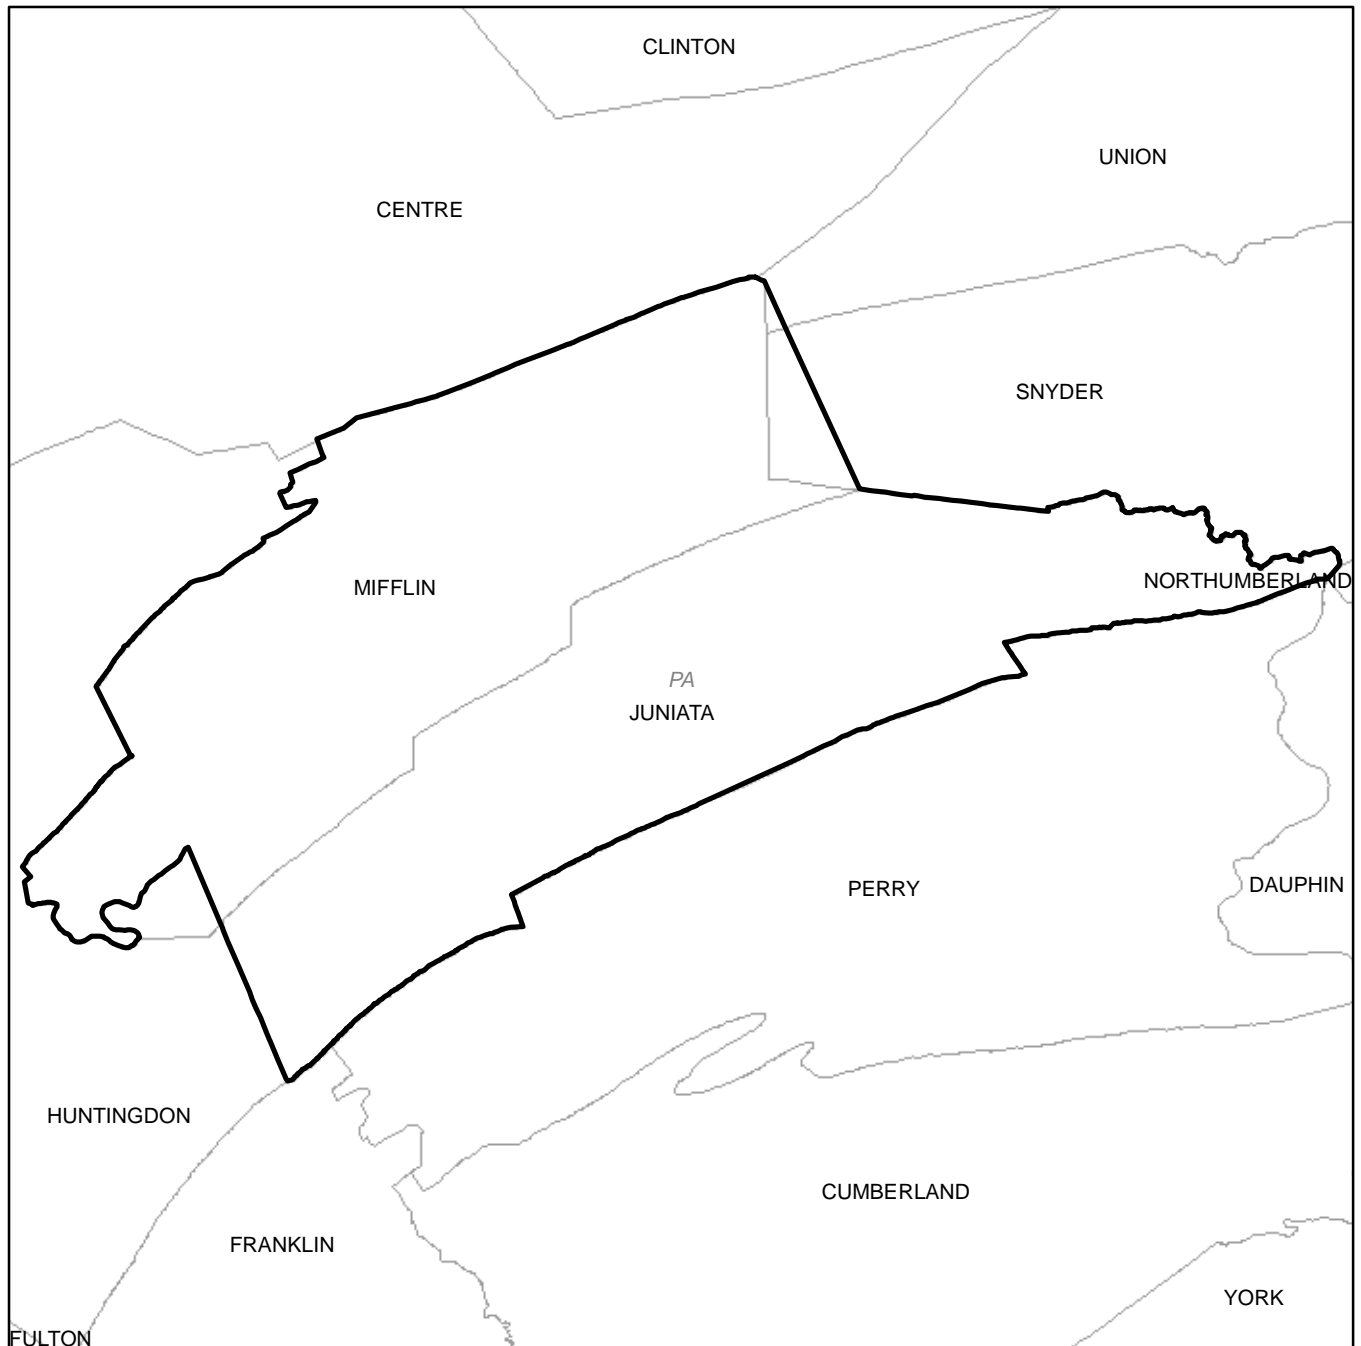 CLINTON
UNION
CENTRE
SNYDER
NORTHUMBERLAND
MIFFLIN
PA
JUNIATA
PERRY
DAUPHIN
HUNTINGDON
CUMBERLAND
FRANKLIN
YORK
FULTON